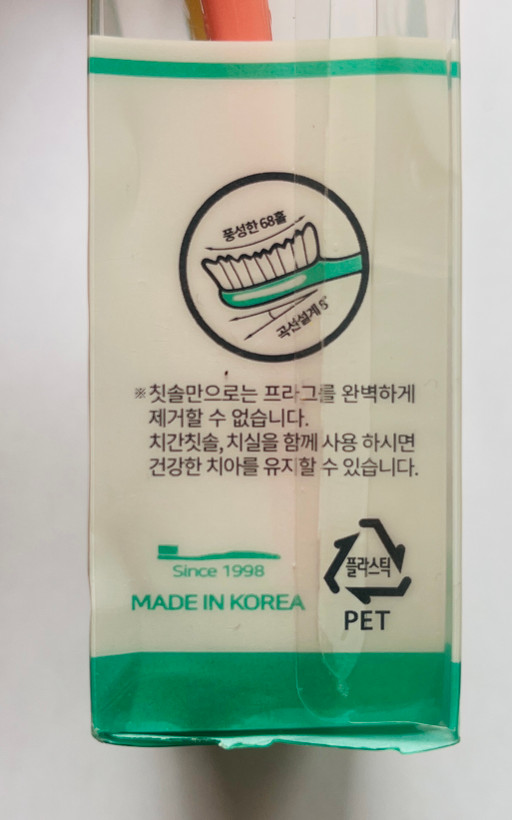 풍성한 68홀
곡선설계 5°
※ 칫솔만으로는 프라그를 완벽하게
제거할 수 없습니다.
치간칫솔, 치실을 함께 사용 하시면
건강한 치아를 유지할 수 있습니다.
Since 1998
MADE IN KOREA
플라스틱
PET